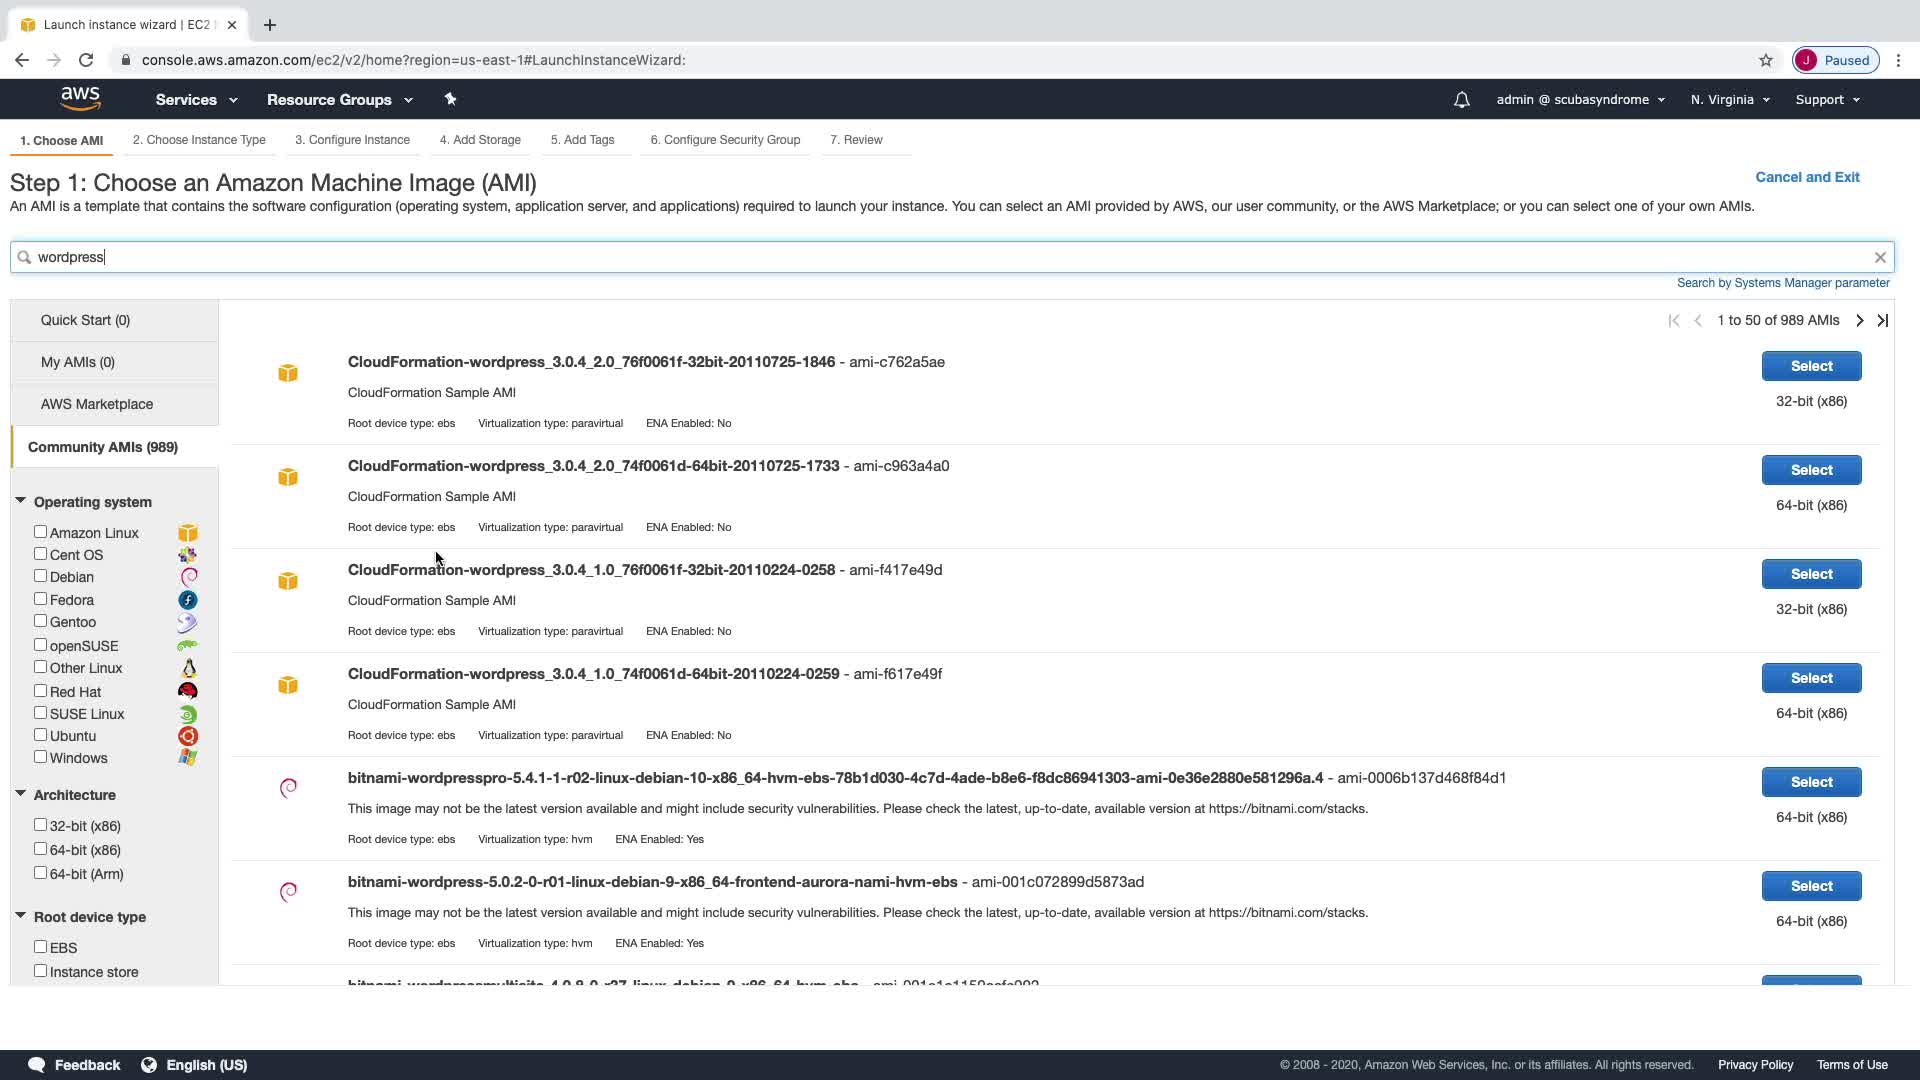 Launch instance wizard | EC2
console.aws.amazon.com/ec2/v2/home?region=us-east-1#LaunchInstanceWizard:
J Paused
aws Services Resource Groups admin @ scubasyndrome N. Virginia Support
1. Choose AMI 2. Choose Instance Type 3. Configure Instance 4. Add Storage 5. Add Tags 6. Configure Security Group 7. Review
Step 1: Choose an Amazon Machine Image (AMI)
Cancel and Exit
An AMI is a template that contains the software configuration (operating system, application server, and applications) required to launch your instance. You can select an AMI provided by AWS, our user community, or the AWS Marketplace; or you can select one of your own AMIs.
wordpress
Search by Systems Manager parameter
Quick Start (0)
My AMIs (0)
AWS Marketplace
Community AMIs (989)
Operating system
Amazon Linux
Cent OS
Debian
Fedora
Gentoo
openSUSE
Other Linux
Red Hat
SUSE Linux
Ubuntu
Windows
Architecture
32-bit (x86)
64-bit (x86)
64-bit (Arm)
Root device type
EBS
Instance store
1 to 50 of 989 AMIs
CloudFormation-wordpress_3.0.4_2.0_76f0061f-32bit-20110725-1846 - ami-c762a5ae
Select
CloudFormation Sample AMI
32-bit (x86)
Root device type: ebs Virtualization type: paravirtual ENA Enabled: No
CloudFormation-wordpress_3.0.4_2.0_74f0061d-64bit-20110725-1733 - ami-c963a4a0
Select
CloudFormation Sample AMI
64-bit (x86)
Root device type: ebs Virtualization type: paravirtual ENA Enabled: No
CloudFormation-wordpress_3.0.4_1.0_76f0061f-32bit-20110224-0258 - ami-f417e49d
Select
CloudFormation Sample AMI
32-bit (x86)
Root device type: ebs Virtualization type: paravirtual ENA Enabled: No
CloudFormation-wordpress_3.0.4_1.0_74f0061d-64bit-20110224-0259 - ami-f617e49f
Select
CloudFormation Sample AMI
64-bit (x86)
Root device type: ebs Virtualization type: paravirtual ENA Enabled: No
bitnami-wordpresspro-5.4.1-1-r02-linux-debian-10-x86_64-hvm-ebs-78b1d030-4c7d-4ade-b8e6-f8dc86941303-ami-0e36e2880e581296a.4 - ami-0006b137d468f84d1
Select
This image may not be the latest version available and might include security vulnerabilities. Please check the latest, up-to-date, available version at https://bitnami.com/stacks.
64-bit (x86)
Root device type: ebs Virtualization type: hvm ENA Enabled: Yes
bitnami-wordpress-5.0.2-0-r01-linux-debian-9-x86_64-frontend-aurora-nami-hvm-ebs - ami-001c072899d5873ad
Select
This image may not be the latest version available and might include security vulnerabilities. Please check the latest, up-to-date, available version at https://bitnami.com/stacks.
64-bit (x86)
Root device type: ebs Virtualization type: hvm ENA Enabled: Yes
Feedback English (US) © 2008 - 2020, Amazon Web Services, Inc. or its affiliates. All rights reserved. Privacy Policy Terms of Use